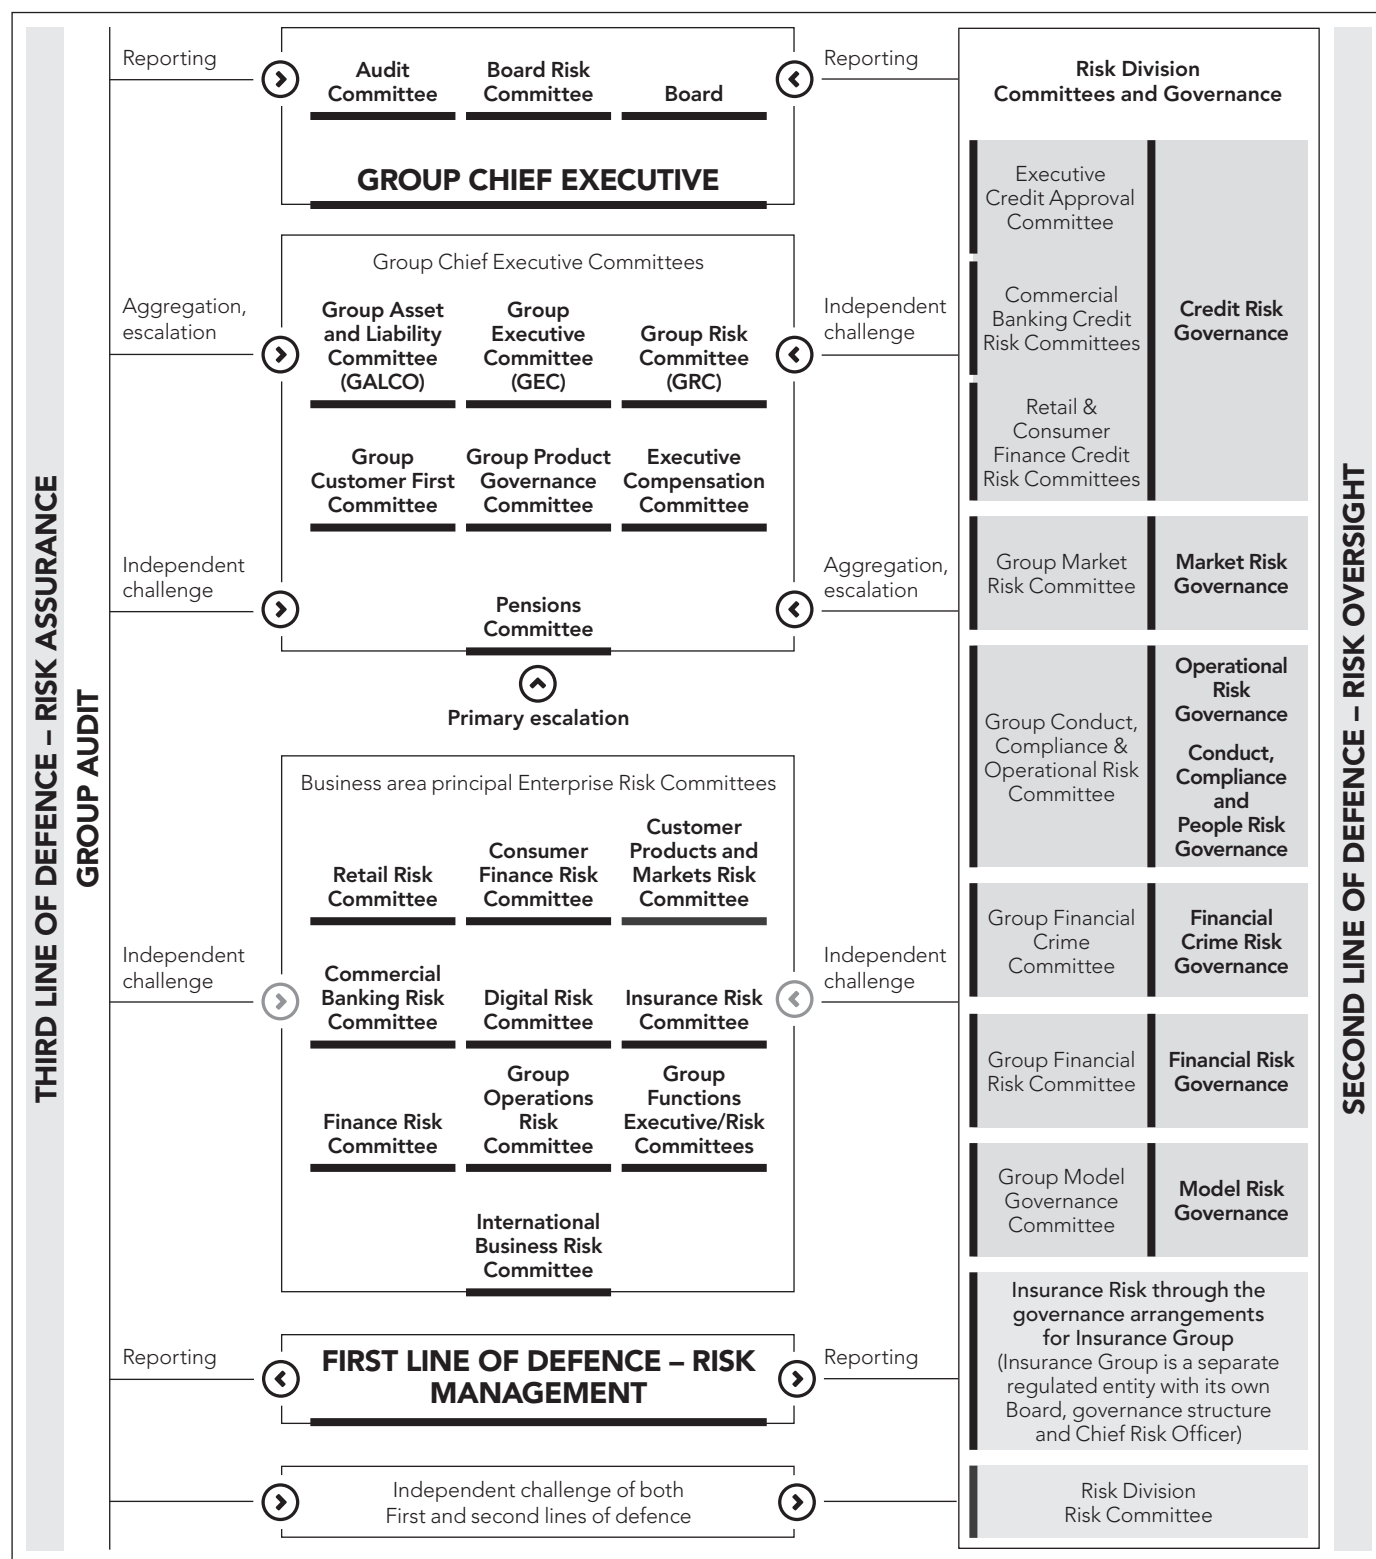 THIRD LINE OF DEFENCE – RISK ASSURANCE
GROUP AUDIT
Reporting
Audit
Committee
Board Risk
Committee
Board
GROUP CHIEF EXECUTIVE
Reporting
Aggregation,
escalation
Group Chief Executive Committees
Group Asset
and Liability
Committee
(GALCO)
Group
Executive
Committee
(GEC)
Group Risk
Committee
(GRC)
Independent
challenge
Group
Customer First
Committee
Group Product
Governance
Committee
Executive
Compensation
Committee
Independent
challenge
Pensions
Committee
Aggregation,
escalation
Primary escalation
Business area principal Enterprise Risk Committees
Retail Risk
Committee
Consumer
Finance Risk
Committee
Customer
Products and
Markets Risk
Committee
Independent
challenge
Commercial
Banking Risk
Committee
Digital Risk
Committee
Insurance Risk
Committee
Independent
challenge
Finance Risk
Committee
Group
Operations
Risk
Committee
Group
Functions
Executive/Risk
Committees
International
Business Risk
Committee
Reporting
FIRST LINE OF DEFENCE – RISK
MANAGEMENT
Reporting
Independent challenge of both
First and second lines of defence
Risk Division
Committees and Governance
Executive
Credit Approval
Committee
Commercial
Banking Credit
Risk Committees
Retail &
Consumer
Finance Credit
Risk Committees
Credit Risk
Governance
Group Market
Risk Committee
Market Risk
Governance
Group Conduct,
Compliance &
Operational Risk
Committee
Operational
Risk
Governance
Conduct,
Compliance
and
People Risk
Governance
Group Financial
Crime
Committee
Financial
Crime Risk
Governance
Group Financial
Risk Committee
Financial Risk
Governance
Group Model
Governance
Committee
Model Risk
Governance
Insurance Risk through the
governance arrangements
for Insurance Group
(Insurance Group is a separate
regulated entity with its own
Board, governance structure
and Chief Risk Officer)
Risk Division
Risk Committee
SECOND LINE OF DEFENCE – RISK OVERSIGHT